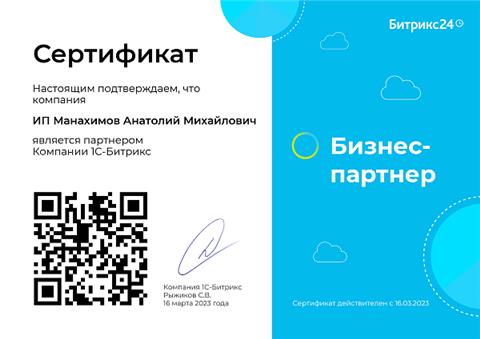 Битрикс24
Сертификат
Настоящим подтверждаем, что
компания
ИП Манахимов Анатолий Михайлович
является партнером
Компании 1С-Битрикс
Бизнес-
партнер
Компания 1С-Битрикс
Рыжиков С.В.
16 марта 2023 года
Сертификат действителен с 16.03.2023